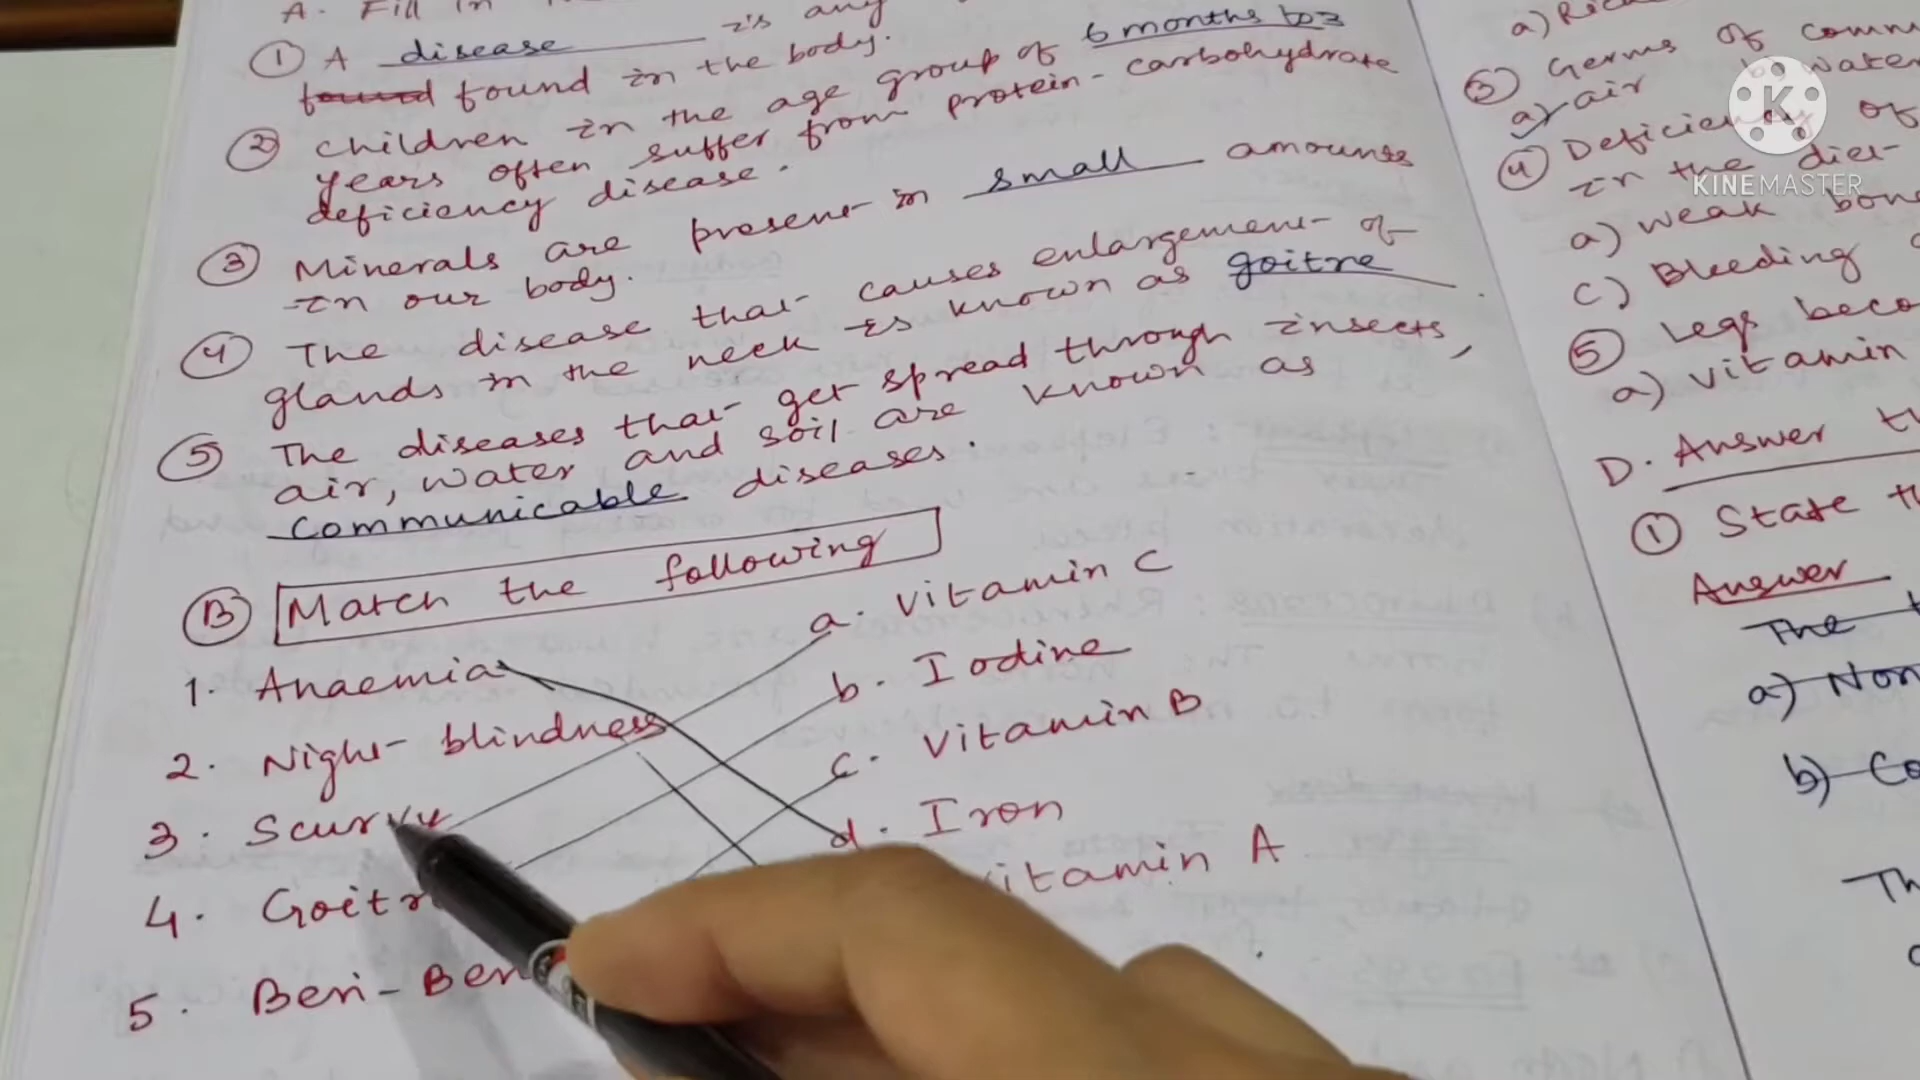 A. Fill in
① A disease is any
found found in the body.
② Children in the age group of 6 months to 3
years often suffer from protein-carbohydrate
deficiency disease.
③ Minerals are present in small amounts
in our body.
④ The disease that causes enlargement of
glands in the neck is known as goitre.
⑤ The diseases that get spread through insects,
air, water and soil are known as
communicable diseases.
Ⓑ Match the following
1. Anaemia a. Vitamin C
2. Night-blindness b. Iodine
3. Scurvy c. Vitamin B
4. Goitr d. Iron
5. Beri-Ber itamin A
a) Ric
③ Germs of comm
a) air b) Water
④ Deficiency of
in the diet
a) weak bon
c) Bleeding
⑤ Legs beco
a) vitamin
D. Answer th
① State th
Answer
The
a) Non
b) Co
Th
K
KINEMASTER